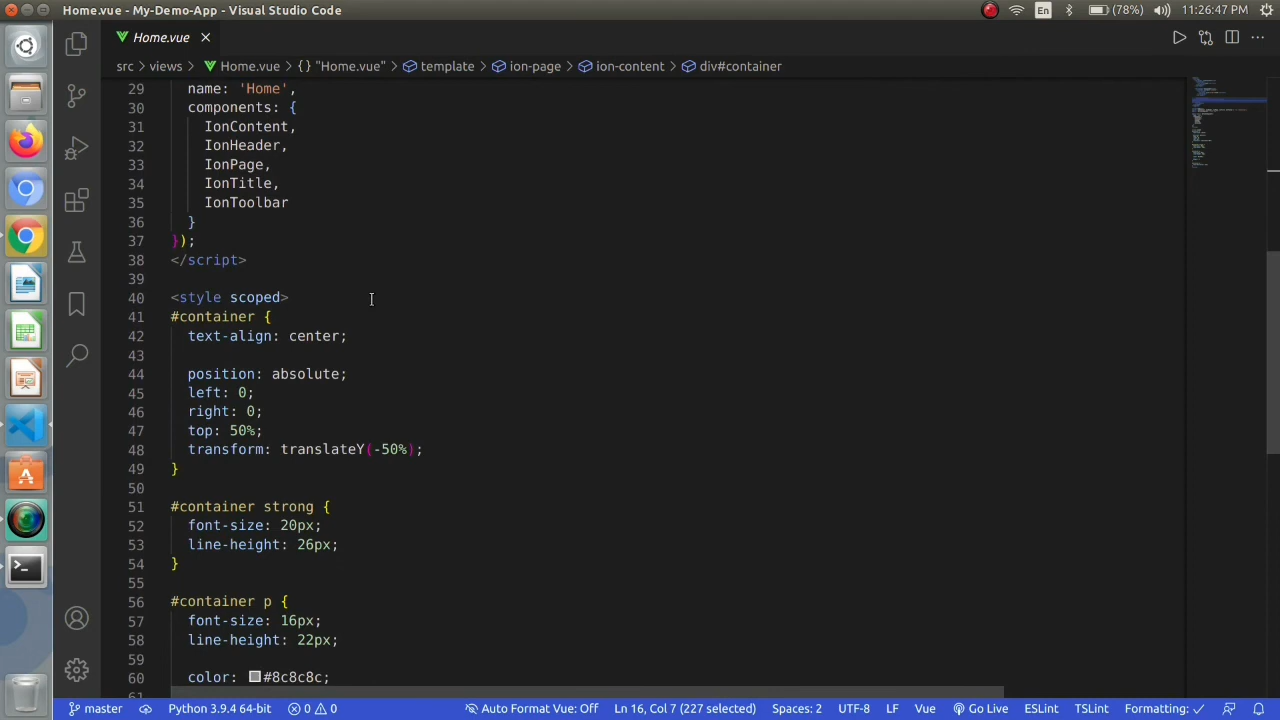 Home.vue - My-Demo-App - Visual Studio Code
En
(78%)
11:26:47 PM
Home.vue
src > views > Home.vue > {} "Home.vue" > template > ion-page > ion-content > div#container
29 name: 'Home',
30 components: {
31 IonContent,
32 IonHeader,
33 IonPage,
34 IonTitle,
35 IonToolbar
36 }
37 });
38 </script>
39
40 <style scoped>
41 #container {
42 text-align: center;
43
44 position: absolute;
45 left: 0;
46 right: 0;
47 top: 50%;
48 transform: translateY(-50%);
49 }
50
51 #container strong {
52 font-size: 20px;
53 line-height: 26px;
54 }
55
56 #container p {
57 font-size: 16px;
58 line-height: 22px;
59
60 color: #8c8c8c;
61
master
Python 3.9.4 64-bit
0 0
Auto Format Vue: Off
Ln 16, Col 7 (227 selected)
Spaces: 2
UTF-8
LF
Vue
Go Live
ESLint
TSLint
Formatting: ✓